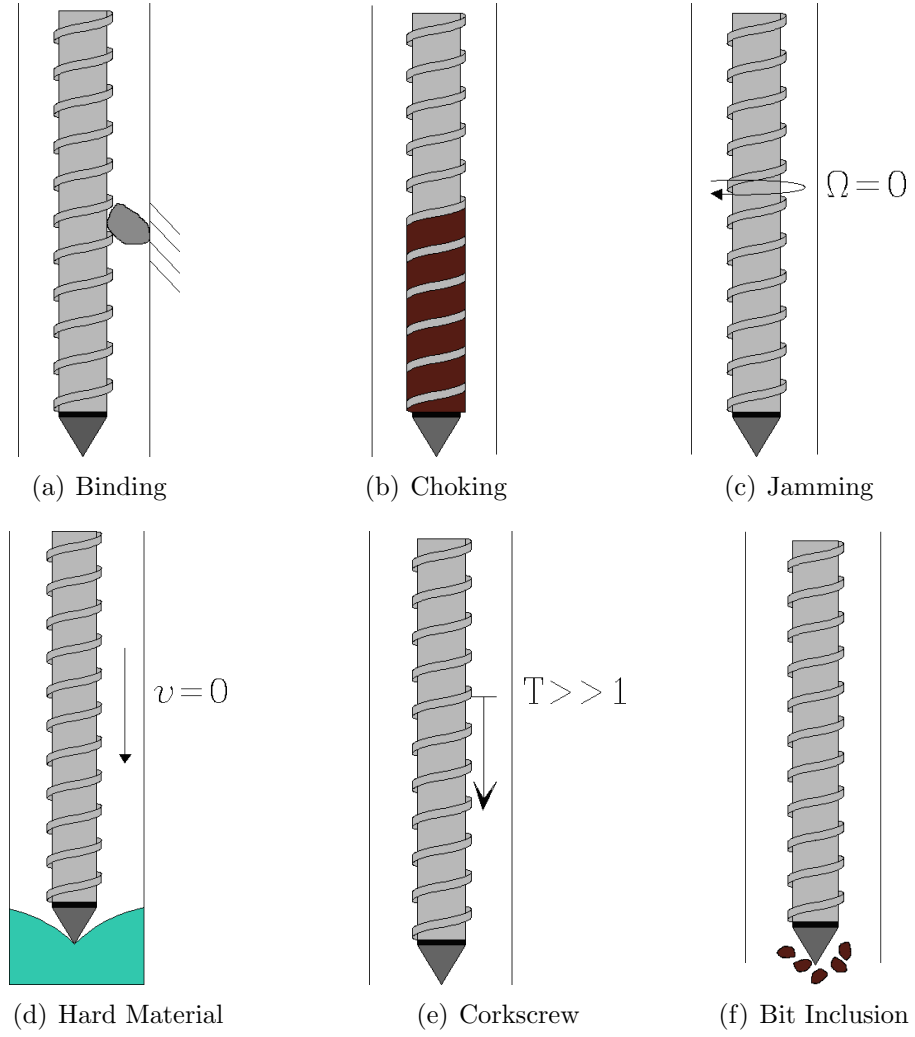 Ω=0
(a) Binding
(b) Choking
(c) Jamming
v=0
T>>1
(d) Hard Material
(e) Corkscrew
(f) Bit Inclusion